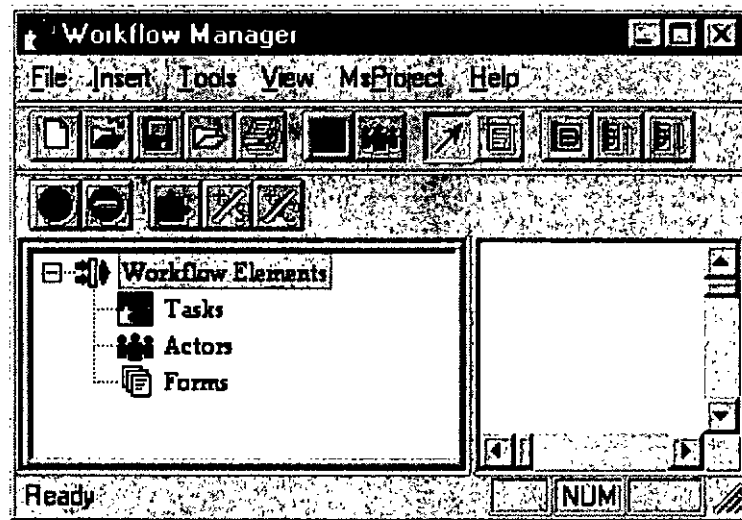 Workflow Manager
File Insert Tools View MsProject Help
Workflow Elements
Tasks
Actors
Forms
Ready NUM